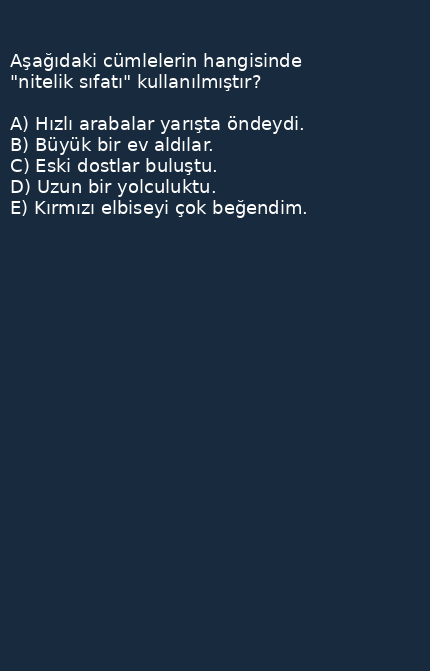 Aşağıdaki cümlelerin hangisinde
"nitelik sıfatı" kullanılmıştır?
A) Hızlı arabalar yarışta öndeydi.
B) Büyük bir ev aldılar.
C) Eski dostlar buluştu.
D) Uzun bir yolculuktu.
E) Kırmızı elbiseyi çok beğendim.